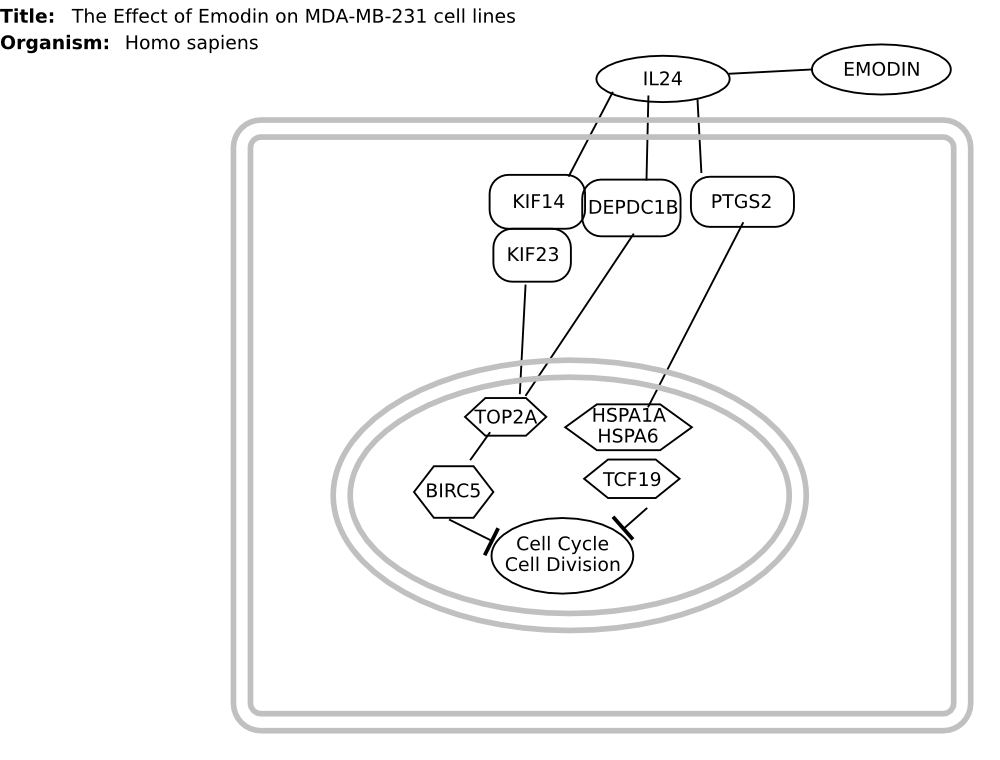 Title: The Effect of Emodin on MDA-MB-231 cell lines
Organism: Homo sapiens
IL24
EMODIN
KIF14
DEPDC1B
PTGS2
KIF23
TOP2A
HSPA1A
HSPA6
BIRC5
TCF19
Cell Cycle
Cell Division